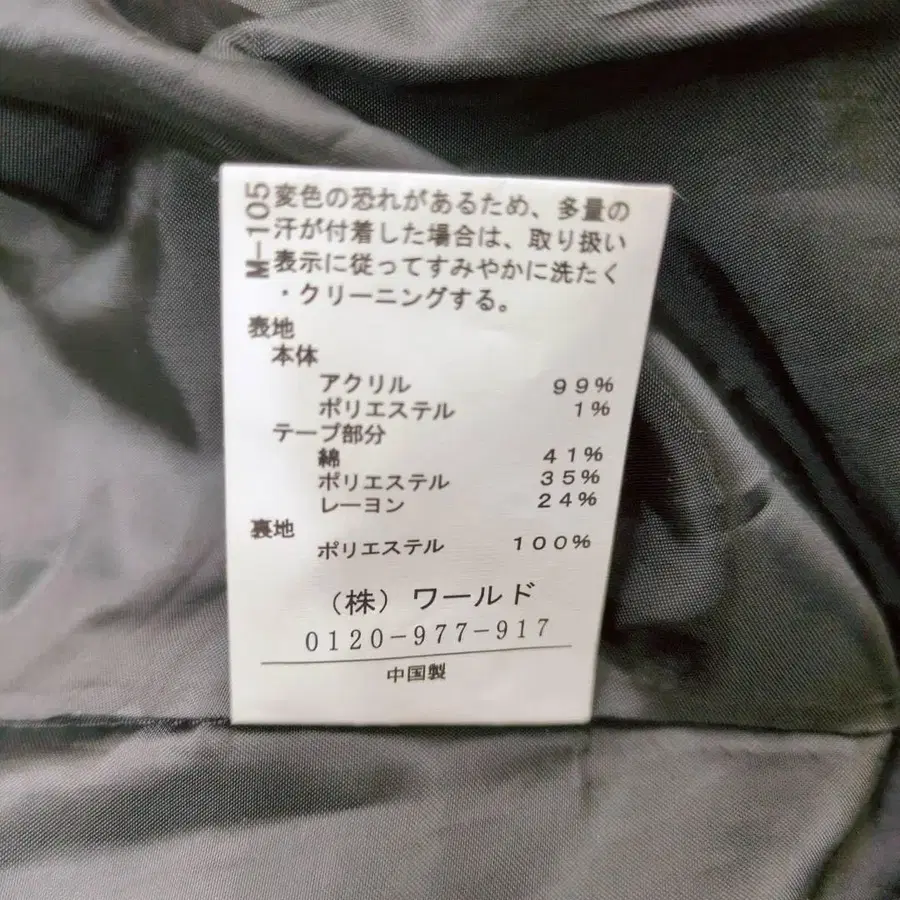 M-105
変色の恐れがあるため、多量の
汗が付着した場合は、取り扱い
表示に従ってすみやかに洗たく
・クリーニングする。
表地
本体
アクリル 99%
ポリエステル 1%
テープ部分
綿 41%
ポリエステル 35%
レーヨン 24%
裏地
ポリエステル 100%
(株)ワールド
0120-977-917
中国製